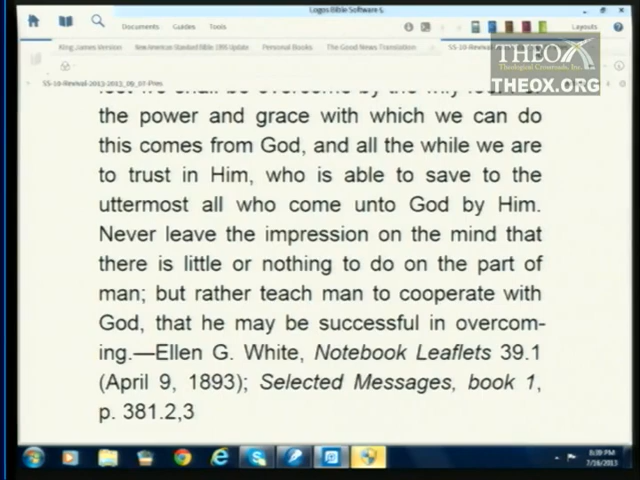 Logos Bible Software 5
Documents Guides Tools Layouts
King James Version New American Standard Bible 1995 Update Personal Books The Good News Translation
THEOX
Theological Crossroads, Inc.
THEOX.ORG
the power and grace with which we can do
this comes from God, and all the while we are
to trust in Him, who is able to save to the
uttermost all who come unto God by Him.
Never leave the impression on the mind that
there is little or nothing to do on the part of
man; but rather teach man to cooperate with
God, that he may be successful in overcom-
ing.—Ellen G. White, Notebook Leaflets 39.1
(April 9, 1893); Selected Messages, book 1,
p. 381.2,3
7/16/2013